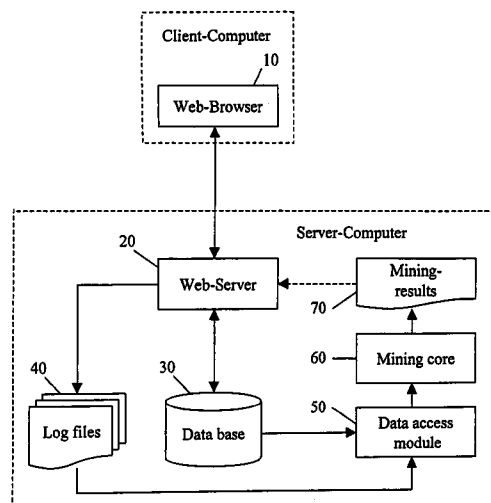 Client-Computer
10
Web-Browser
Server-Computer
20
Web-Server
Mining-
results
70
60
Mining core
40
30
50
Log files
Data base
Data access
module